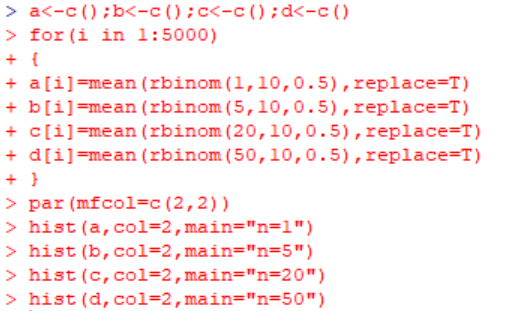 > a<-c();b<-c();c<-c();d<-c()
> for(i in 1:5000)
+ {
+ a[i]=mean(rbinom(1,10,0.5),replace=T)
+ b[i]=mean(rbinom(5,10,0.5),replace=T)
+ c[i]=mean(rbinom(20,10,0.5),replace=T)
+ d[i]=mean(rbinom(50,10,0.5),replace=T)
+ }
> par(mfcol=c(2,2))
> hist(a,col=2,main="n=1")
> hist(b,col=2,main="n=5")
> hist(c,col=2,main="n=20")
> hist(d,col=2,main="n=50")